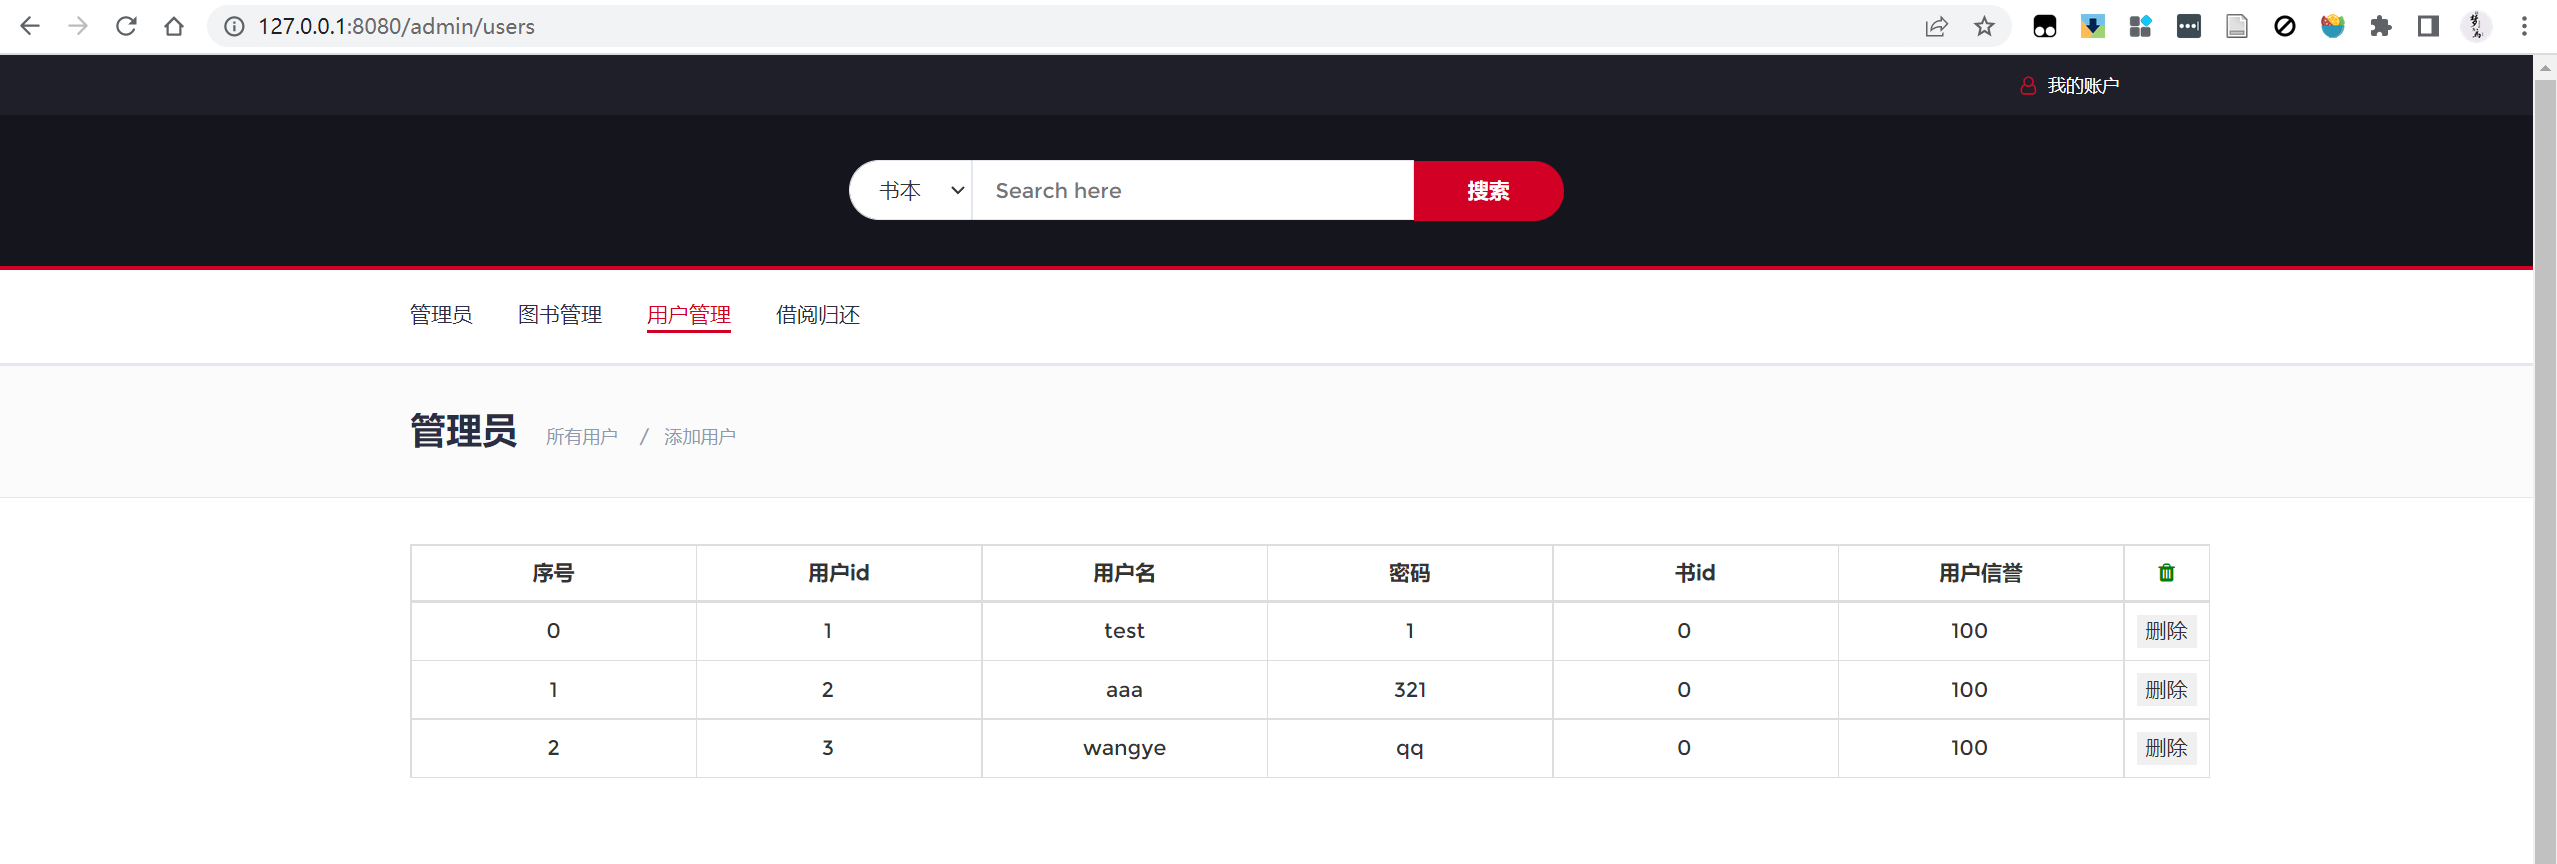 127.0.0.1:8080/admin/users
我的账户
书本 Search here 搜索
管理员 图书管理 用户管理 借阅归还
管理员 所有用户 / 添加用户
序号 用户id 用户名 密码 书id 用户信誉
0 1 test 1 0 100 删除
1 2 aaa 321 0 100 删除
2 3 wangye qq 0 100 删除